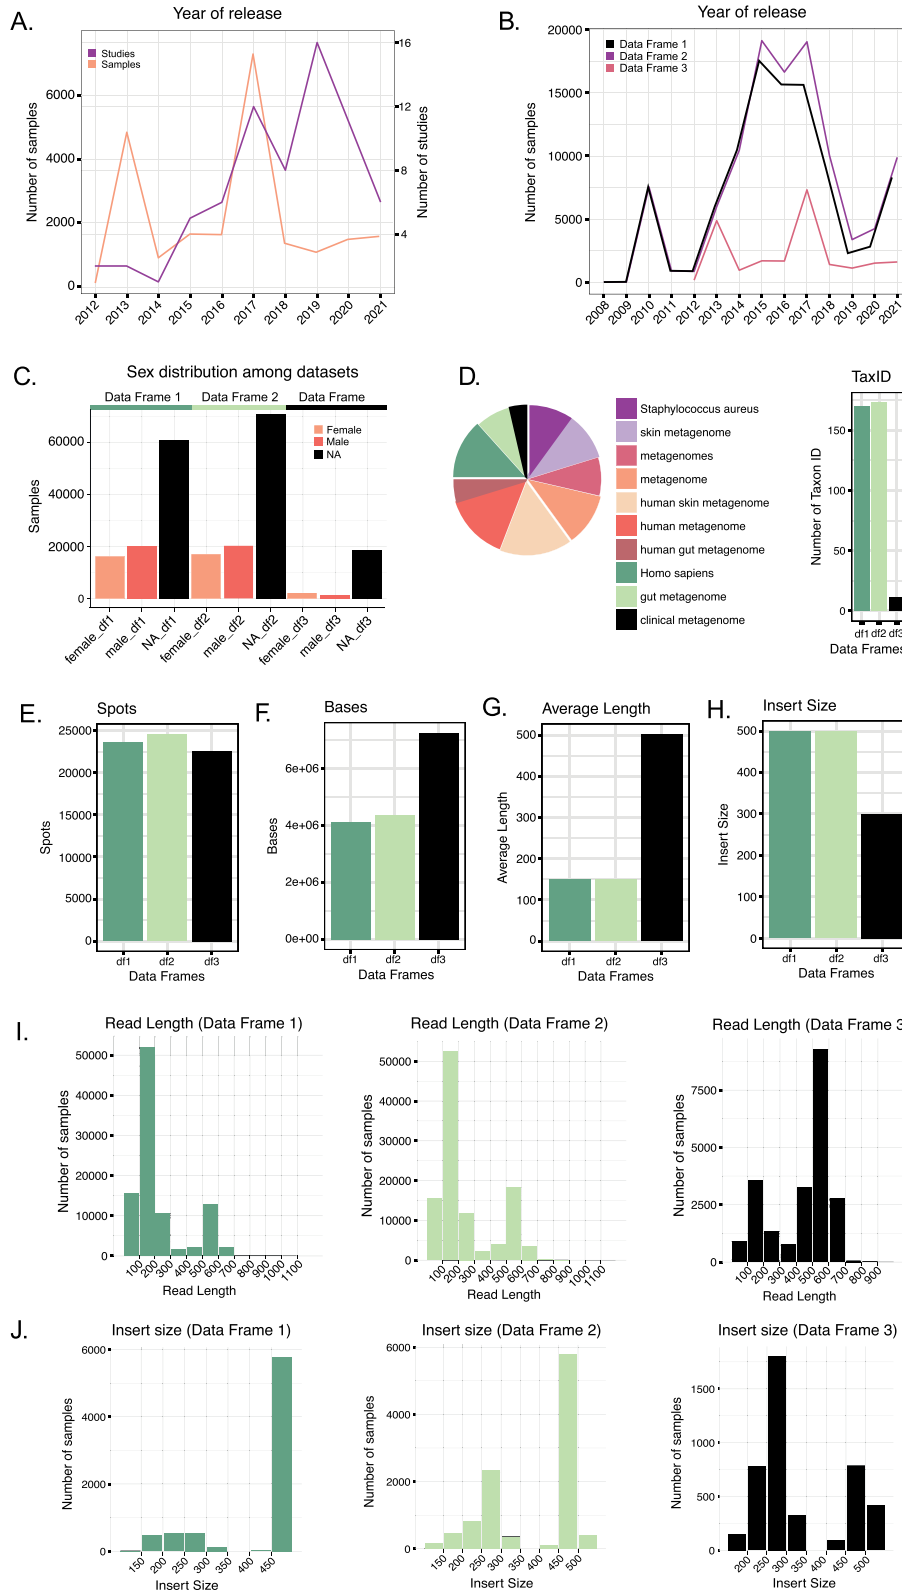 A.
Year of release
Studies
Samples
Number of samples
6000
4000
2000
0
16
12
8
4
Number of studies
2012 2013 2014 2015 2016 2017 2018 2019 2020 2021
B.
Year of release
Data Frame 1
Data Frame 2
Data Frame 3
Number of samples
20000
15000
10000
5000
0
2008 2009 2010 2011 2012 2013 2014 2015 2016 2017 2018 2019 2020 2021
C.
Sex distribution among datasets
Data Frame 1 Data Frame 2 Data Frame
Female
Male
NA
Samples
60000
40000
20000
0
female_df1 male_df1 NA_df1 female_df2 male_df2 NA_df2 female_df3 male_df3 NA_df3
D.
Staphylococcus aureus
skin metagenome
metagenomes
metagenome
human skin metagenome
human metagenome
human gut metagenome
Homo sapiens
gut metagenome
clinical metagenome
TaxID
Number of Taxon ID
150
100
50
0
df1 df2 df3
Data Frames
E.
Spots
Spots
25000
20000
15000
10000
5000
0
df1 df2 df3
Data Frames
F.
Bases
Bases
6e+06
4e+06
2e+06
0e+00
df1 df2 df3
Data Frames
G.
Average Length
Average Length
500
400
300
200
150
100
0
df1 df2 df3
Data Frames
H.
Insert Size
Insert Size
500
400
300
200
100
0
df1 df2 df3
Data Frames
I.
Read Length (Data Frame 1)
Number of samples
50000
40000
30000
20000
10000
0
100 200 300 400 500 600 700 800 900 1000 1100
Read Length
Read Length (Data Frame 2)
Number of samples
50000
40000
30000
20000
10000
0
100 200 300 400 500 600 700 800 900 1000 1100
Read Length
Read Length (Data Frame 3
Number of samples
7500
5000
2500
0
100 200 300 400 500 600 700 800 900
Read Length
J.
Insert size (Data Frame 1)
Number of samples
6000
4000
2000
0
150 200 250 300 350 400 450
Insert Size
Insert size (Data Frame 2)
Number of samples
6000
4000
2000
0
150 200 250 300 350 400 450 500
Insert Size
Insert size (Data Frame 3)
Number of samples
1500
1000
500
0
200 250 300 350 400 450 500
Insert Size